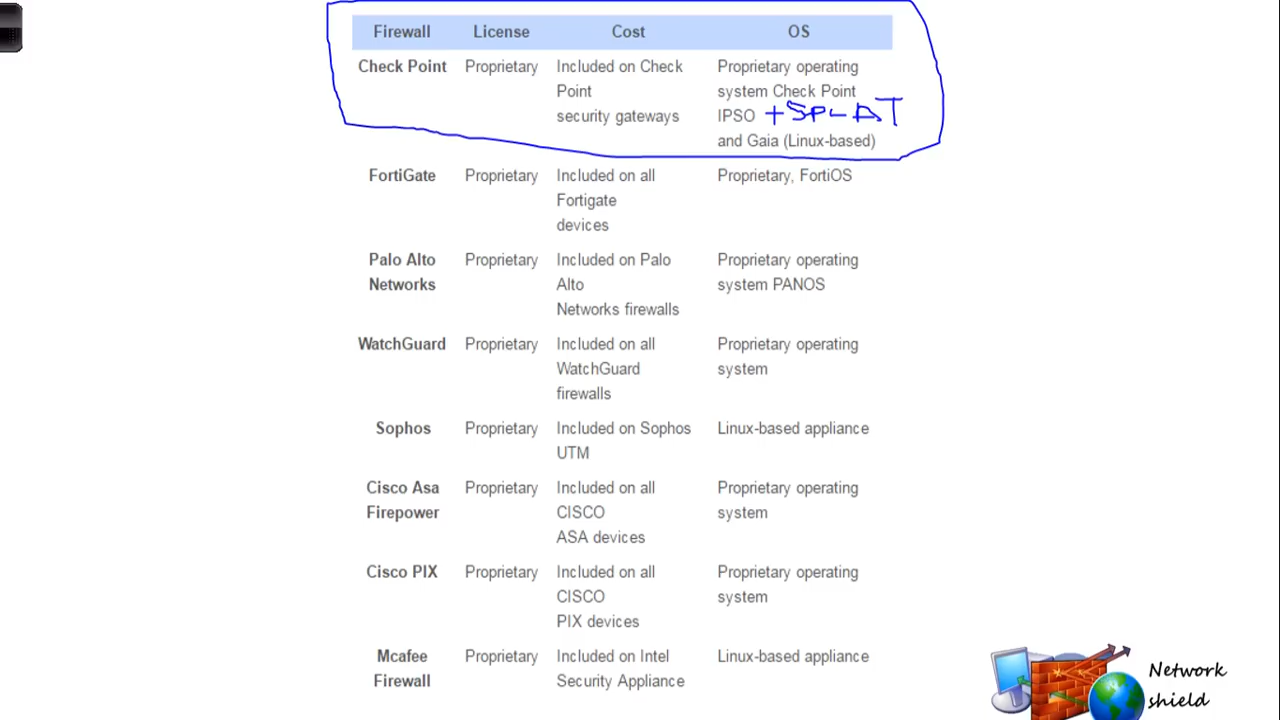 Firewall License Cost OS
Check Point Proprietary Included on Check Proprietary operating
Point system Check Point
security gateways IPSO +SPLAT
and Gaia (Linux-based)
FortiGate Proprietary Included on all Proprietary, FortiOS
Fortigate
devices
Palo Alto Proprietary Included on Palo Proprietary operating
Networks Alto system PANOS
Networks firewalls
WatchGuard Proprietary Included on all Proprietary operating
WatchGuard system
firewalls
Sophos Proprietary Included on Sophos Linux-based appliance
UTM
Cisco Asa Proprietary Included on all Proprietary operating
Firepower CISCO system
ASA devices
Cisco PIX Proprietary Included on all Proprietary operating
CISCO system
PIX devices
Mcafee Proprietary Included on Intel Linux-based appliance
Firewall Security Appliance
Network
shield